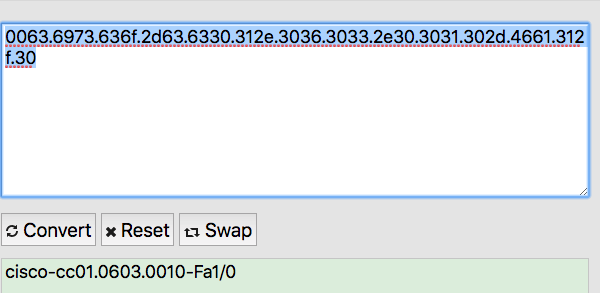 0063.6973.636f.2d63.6330.312e.3036.3033.2e30.3031.302d.4661.312
f.30
Convert Reset Swap
cisco-cc01.0603.0010-Fa1/0